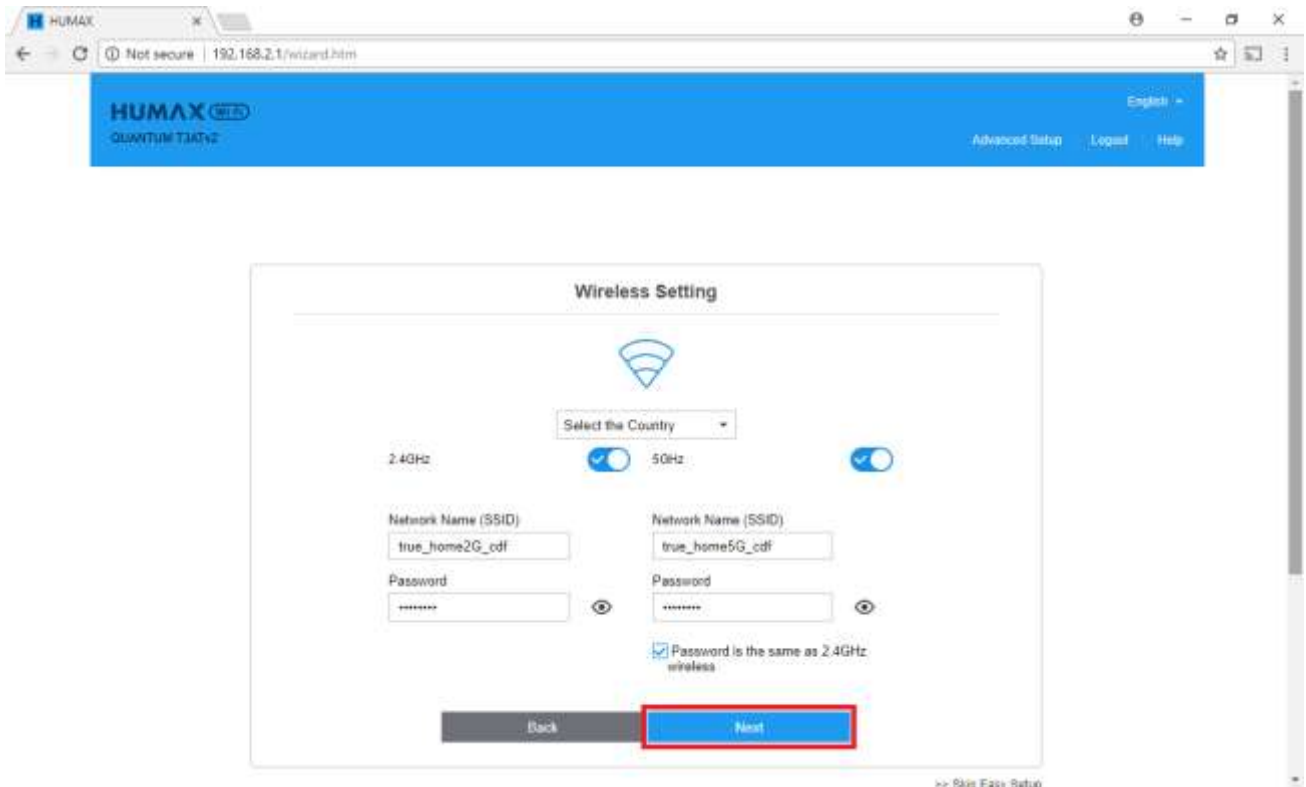 HUMAX
Not secure | 192.168.2.1/wizard.htm
HUMAX Wi-Fi
English
QUANTUM T3ATv2
Advanced Setup Logout Help
Wireless Setting
Select the Country
2.4GHz 5GHz
Network Name (SSID) Network Name (SSID)
true_home2G_cdf true_home5G_cdf
Password Password
•••••••• ••••••••
Password is the same as 2.4GHz
wireless
Back Next
>> Skip Easy Setup